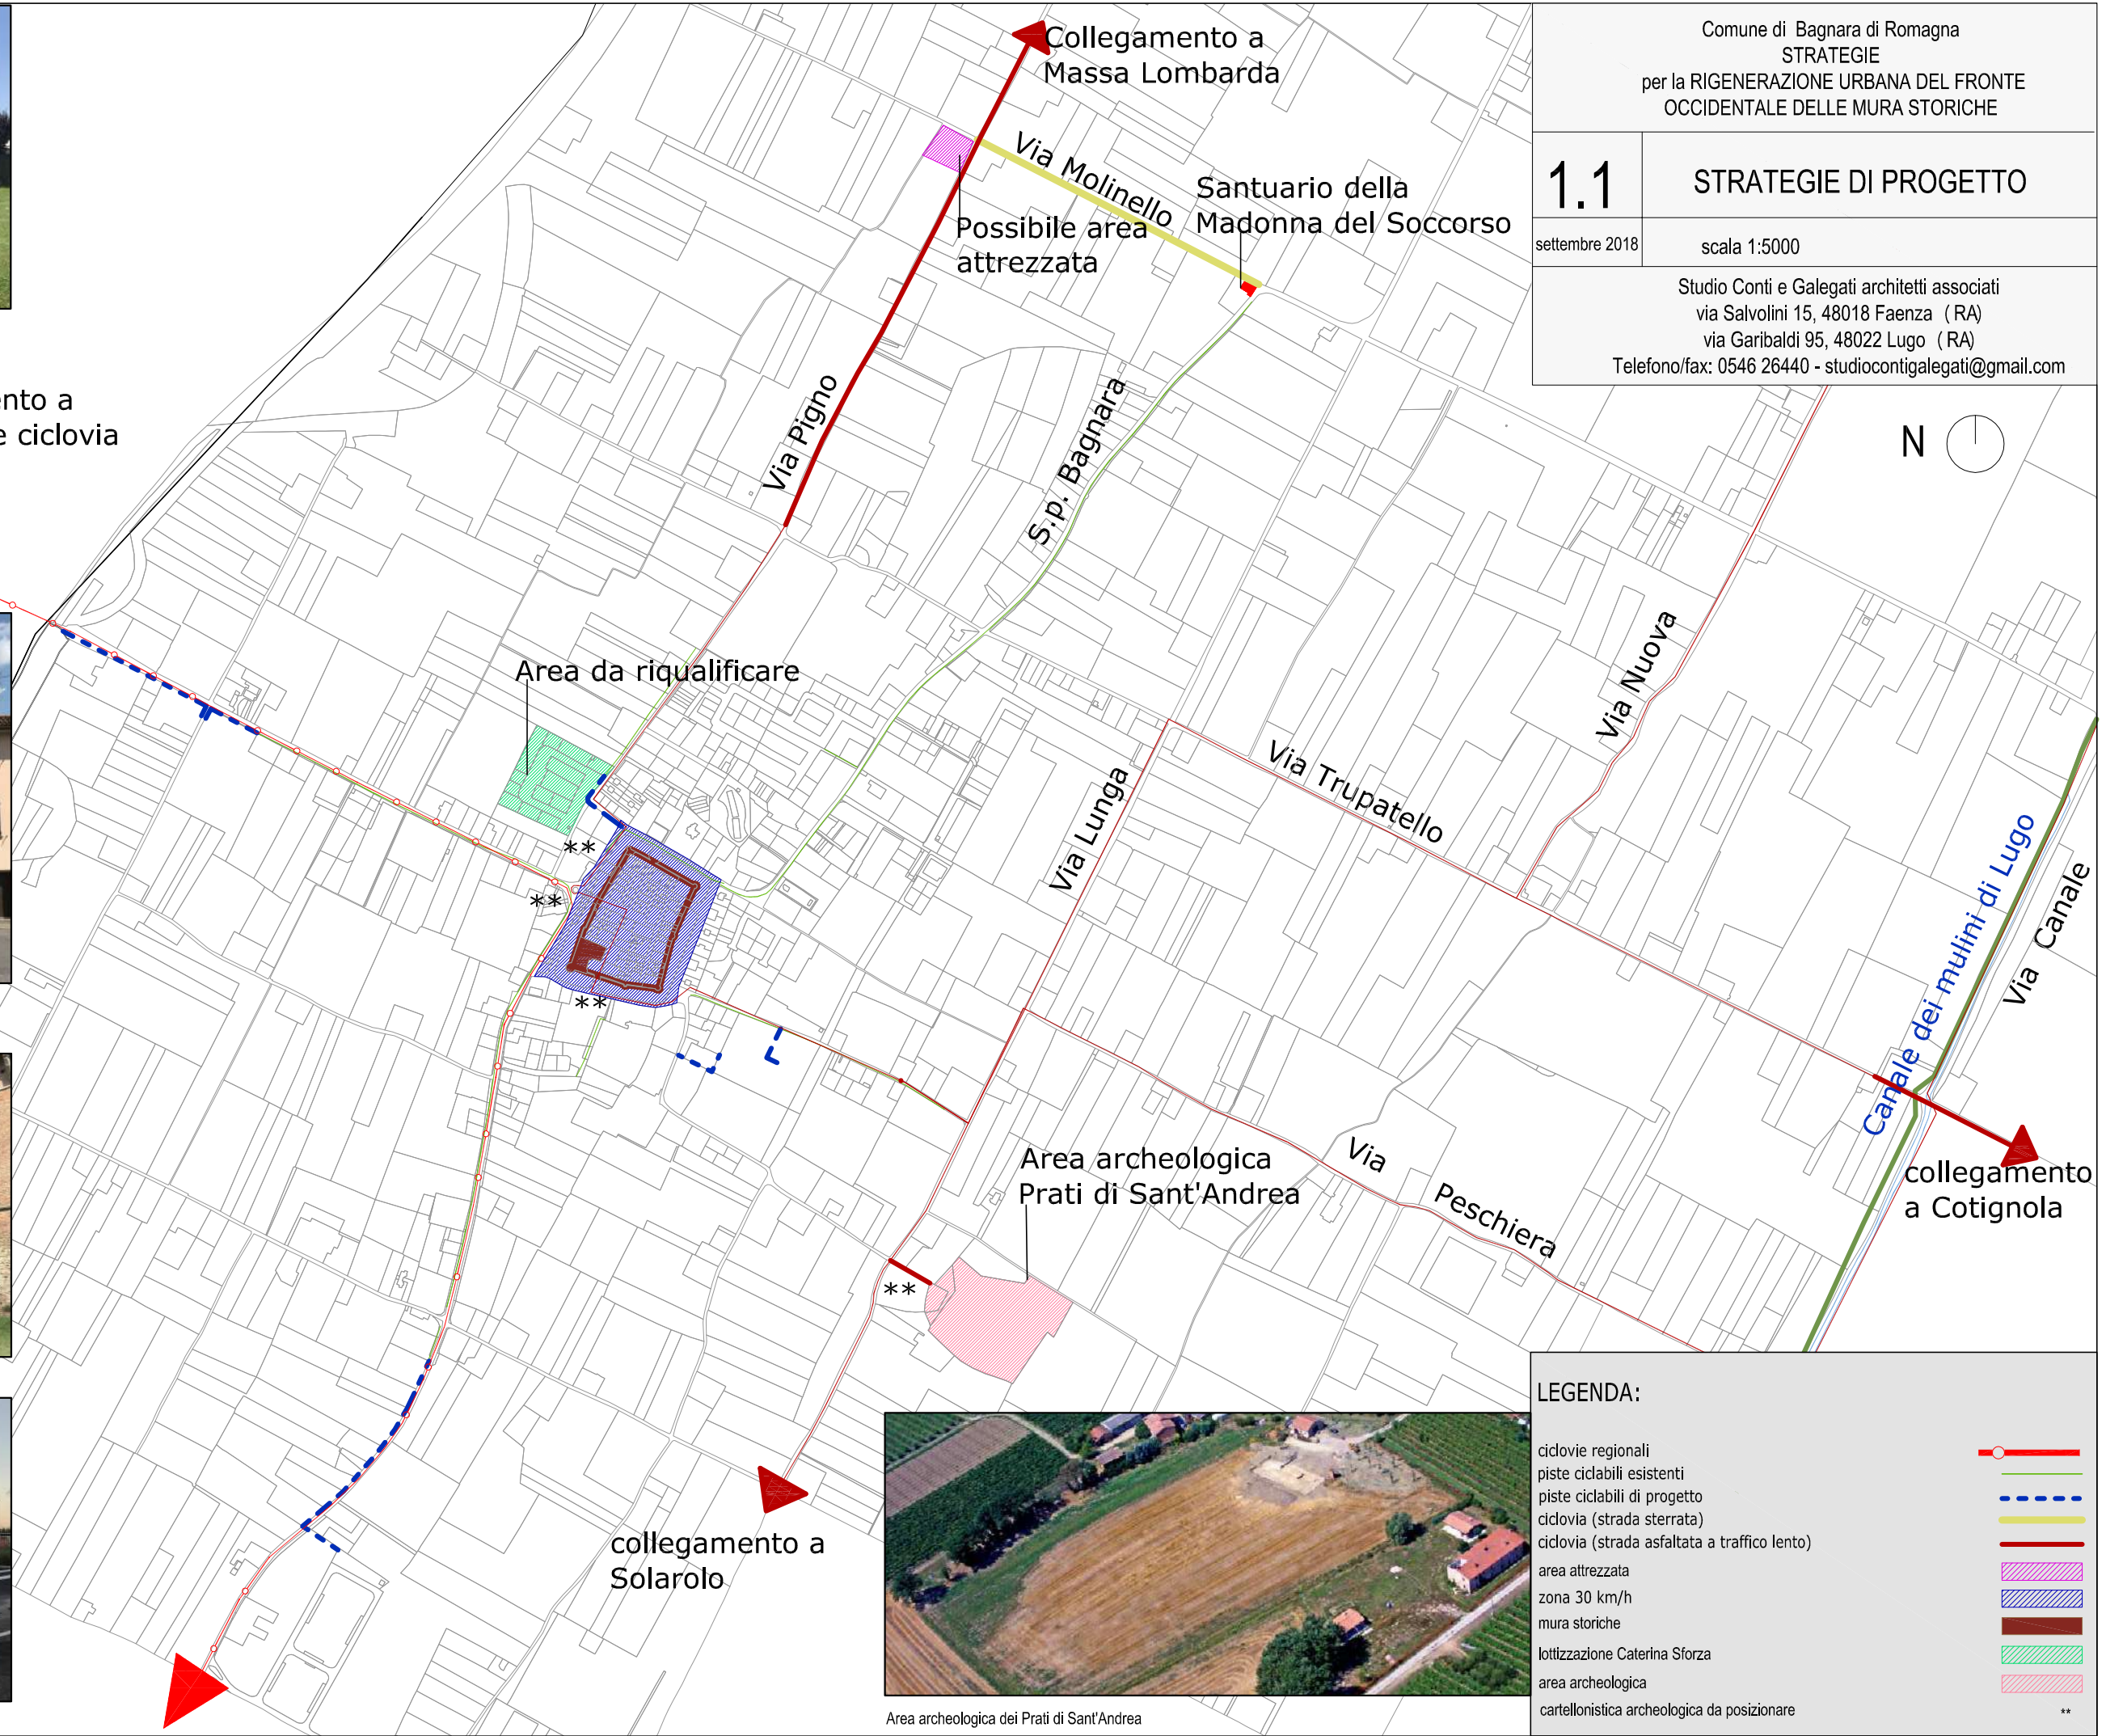 Collegamento a
Massa Lombarda
Comune di Bagnara di Romagna
STRATEGIE
per la RIGENERAZIONE URBANA DEL FRONTE
OCCIDENTALE DELLE MURA STORICHE
1.1
STRATEGIE DI PROGETTO
settembre 2018
scala 1:5000
Studio Conti e Galegati architetti associati
via Salvolini 15, 48018 Faenza ( RA)
via Garibaldi 95, 48022 Lugo ( RA)
Telefono/fax: 0546 26440 - studiocontigalegati@gmail.com
Via Molinello
Santuario della
Madonna del Soccorso
Possibile area
attrezzata
nto a
e ciclovia
Via Pigno
S.p. Bagnara
N
Area da riqualificare
Via Nuova
Via Trupatello
Via Lunga
Canale dei mulini di Lugo
Via Canale
**
**
**
Area archeologica
Prati di Sant'Andrea
Via Peschiera
collegamento
a Cotignola
**
collegamento a
Solarolo
Area archeologica dei Prati di Sant'Andrea
LEGENDA:
ciclovie regionali
piste ciclabili esistenti
piste ciclabili di progetto
ciclovia (strada sterrata)
ciclovia (strada asfaltata a traffico lento)
area attrezzata
zona 30 km/h
mura storiche
lottizzazione Caterina Sforza
area archeologica
cartellonistica archeologica da posizionare **